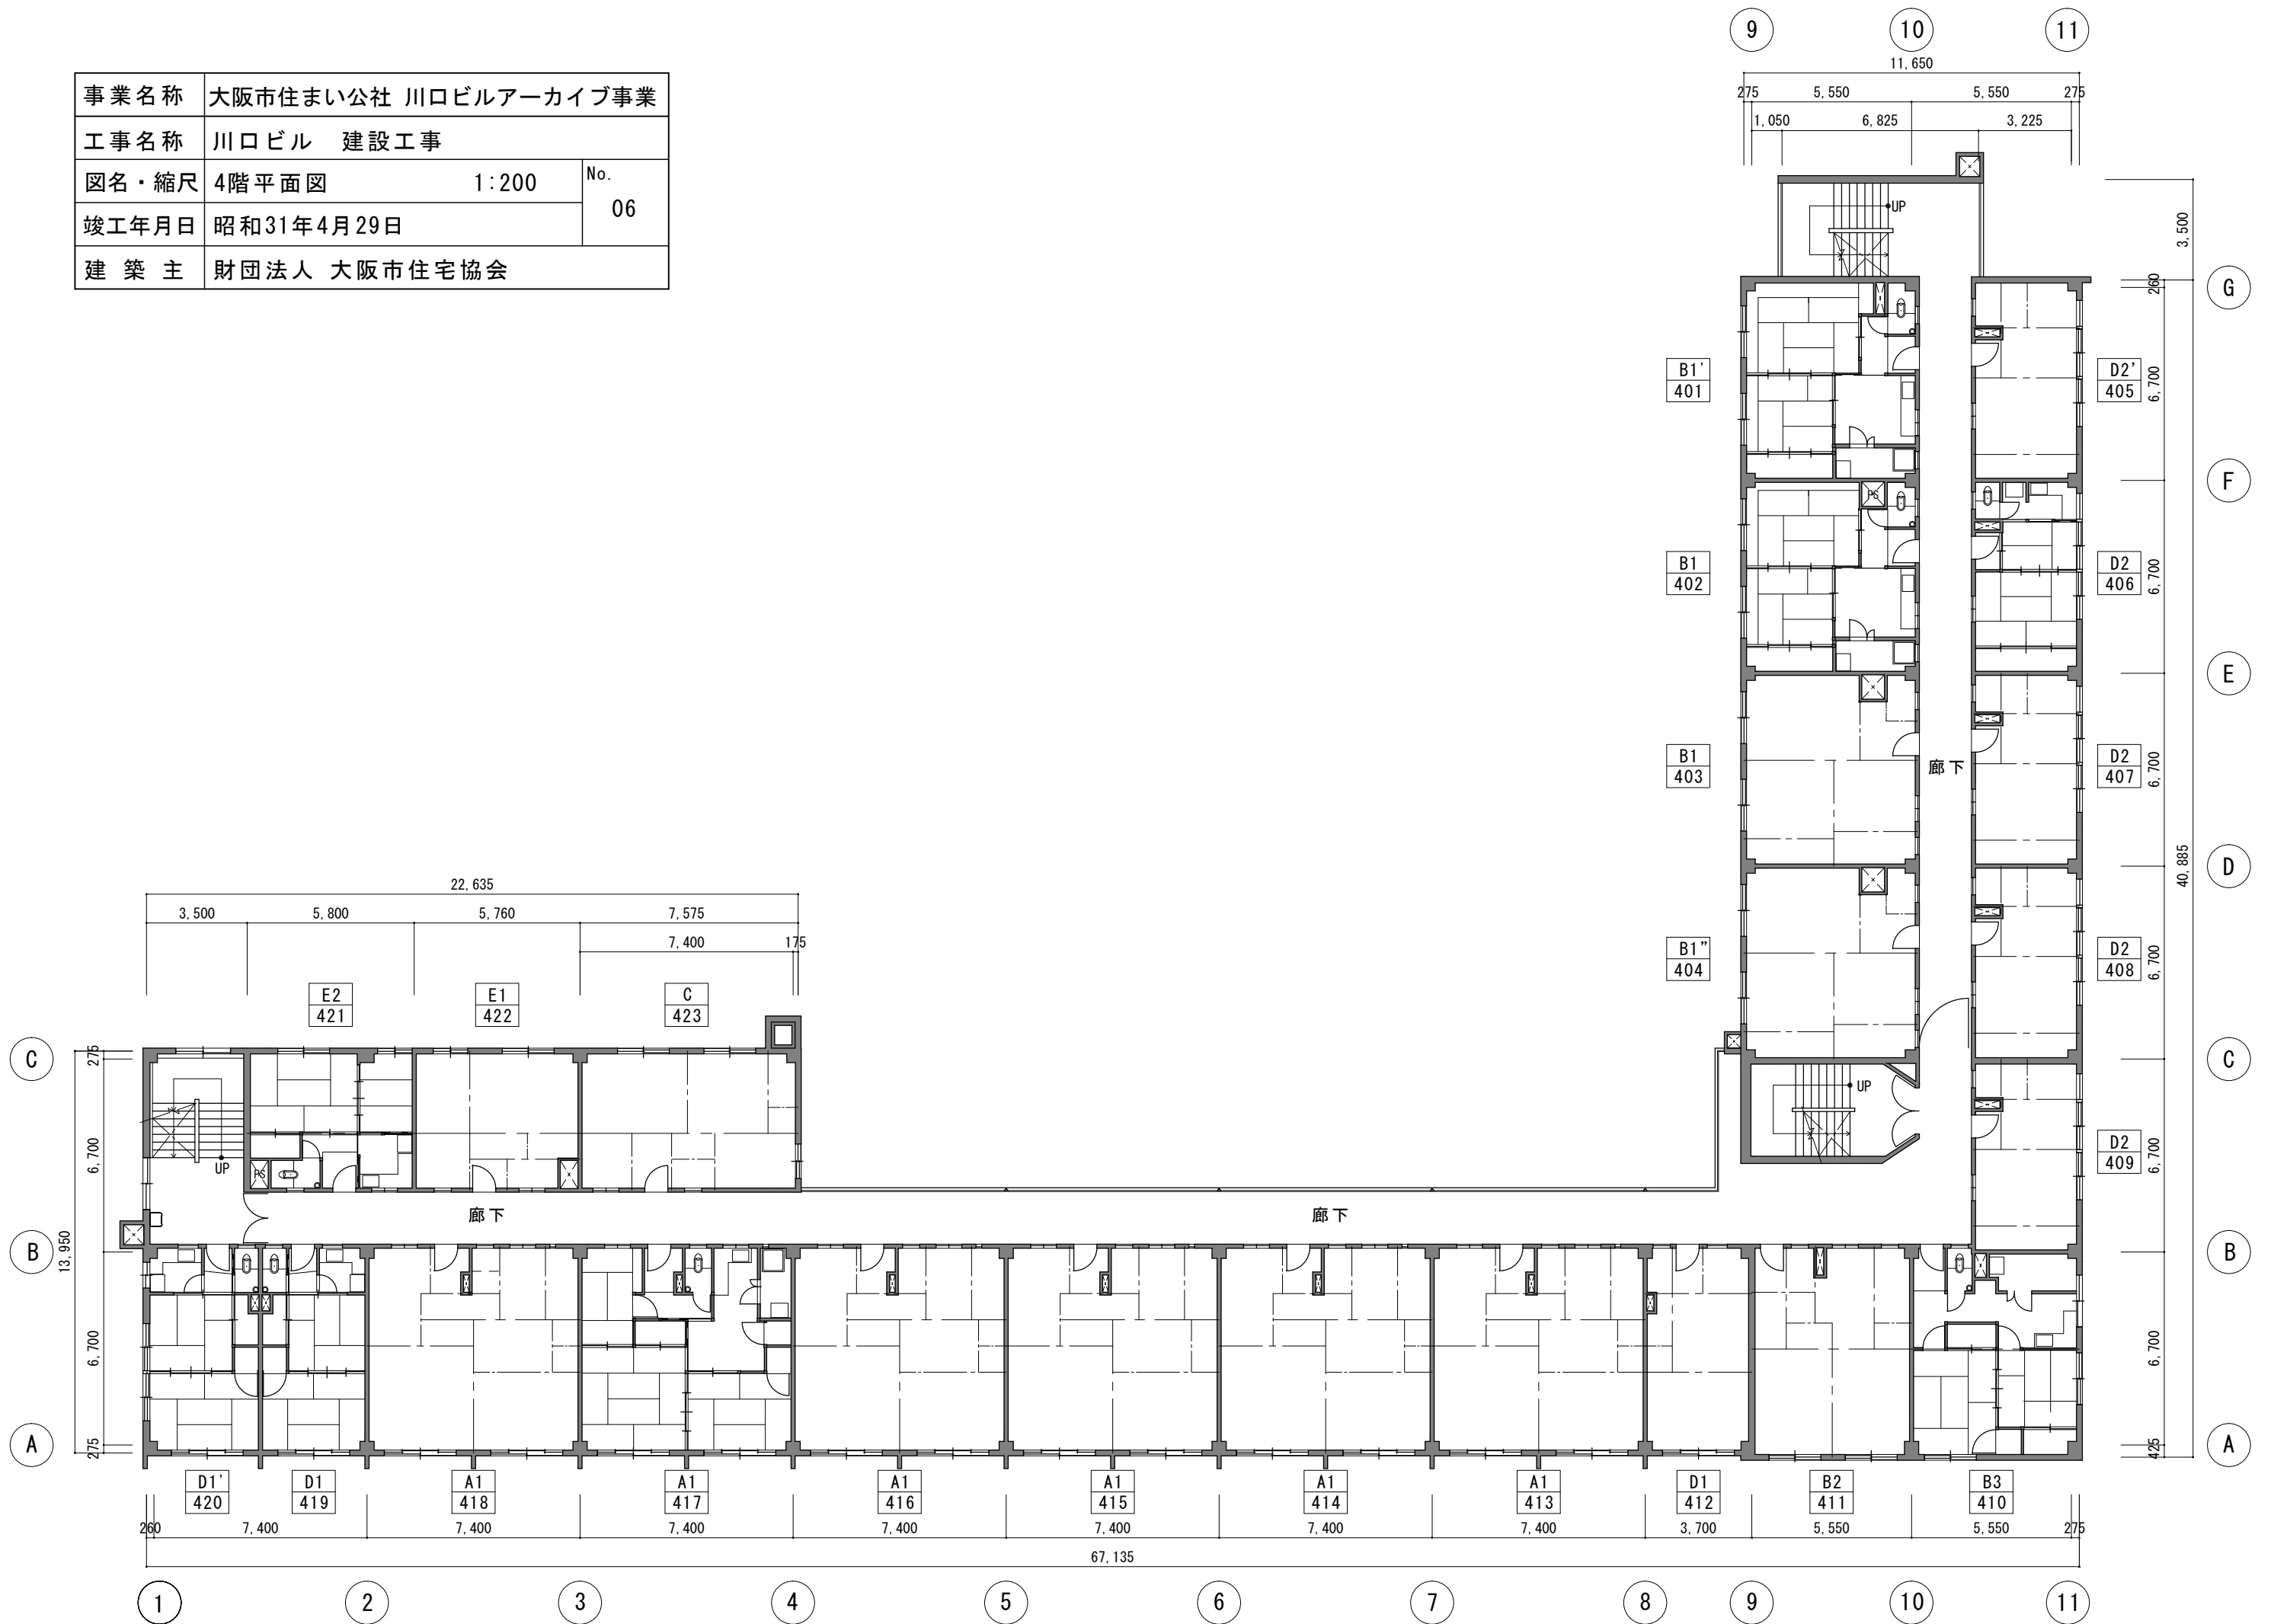 事業名称 大阪市住まい公社 川口ビルアーカイブ事業
工事名称 川口ビル 建設工事
図名・縮尺 4階平面図 1:200 No. 06
竣工年月日 昭和31年4月29日
建築主 財団法人 大阪市住宅協会
9 10 11
11,650
275 5,550 5,550 275
1,050 6,825 3,225
UP
3,500
260
G
B1' 401
D2' 405
6,700
F
PS
B1 402
D2 406
6,700
E
B1 403
廊下
D2 407
6,700
D
40,885
B1” 404
D2 408
6,700
C
UP
D2 409
6,700
B
6,700
425
A
22,635
3,500 5,800 5,760 7,575
7,400 175
E2 421
E1 422
C 423
C
275
6,700
UP
PS
廊下 廊下
B
13,950
6,700
A
275
D1' 420
D1 419
A1 418
A1 417
A1 416
A1 415
A1 414
A1 413
D1 412
B2 411
B3 410
260 7,400 7,400 7,400 7,400 7,400 7,400 7,400 3,700 5,550 5,550 275
67,135
1 2 3 4 5 6 7 8 9 10 11